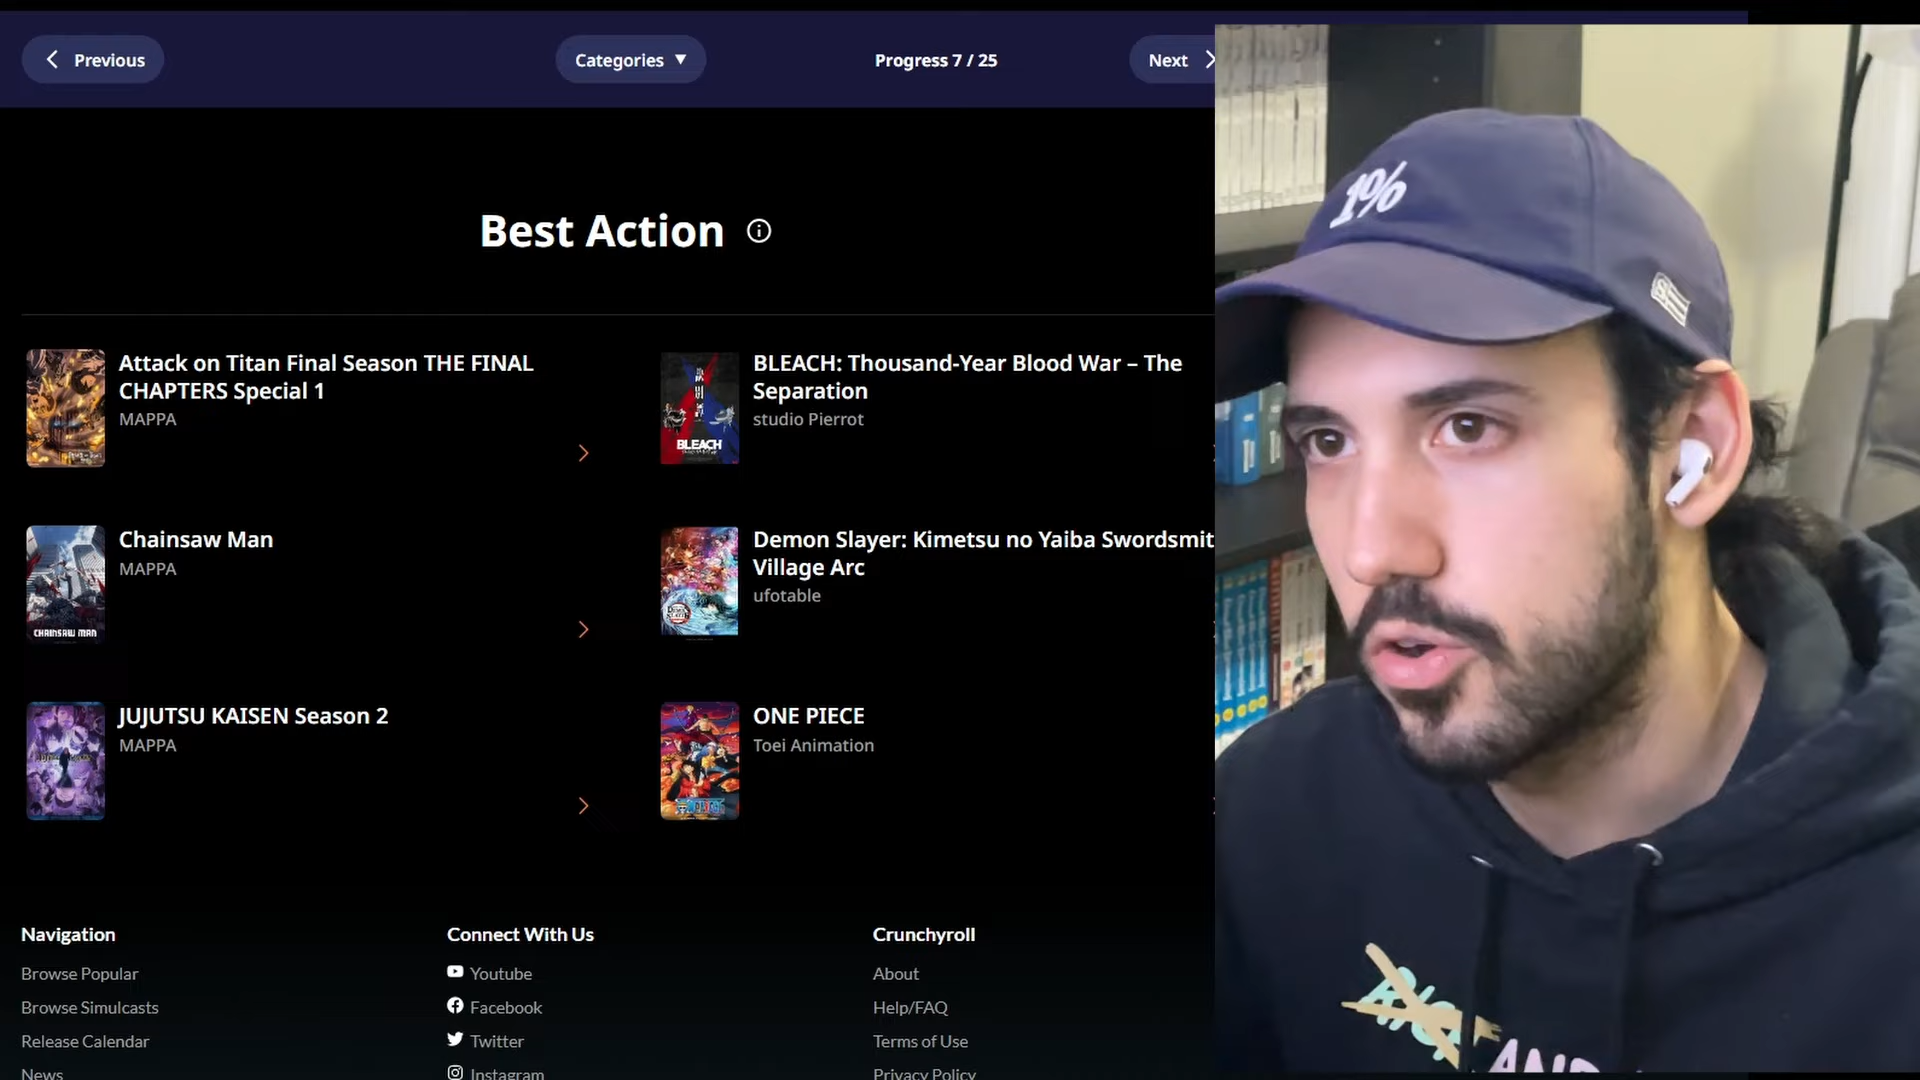 Previous
Categories ▼
Progress 7 / 25
Next
1%
Best Action
Attack on Titan Final Season THE FINAL
CHAPTERS Special 1
MAPPA
BLEACH: Thousand-Year Blood War – The
Separation
studio Pierrot
BLEACH
Chainsaw Man
MAPPA
CHAINSAW MAN
Demon Slayer: Kimetsu no Yaiba Swordsmit
Village Arc
ufotable
JUJUTSU KAISEN Season 2
MAPPA
ONE PIECE
Toei Animation
Navigation
Browse Popular
Browse Simulcasts
Release Calendar
News
Connect With Us
Youtube
Facebook
Twitter
Instagram
Crunchyroll
About
Help/FAQ
Terms of Use
Privacy Policy
AND